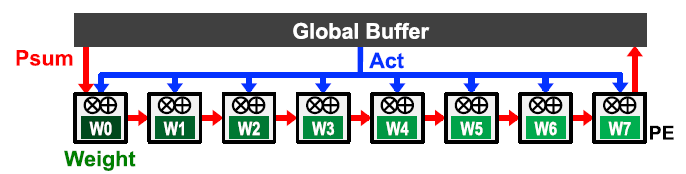 Global Buffer
Psum
Act
W0 W1 W2 W3 W4 W5 W6 W7
PE
Weight